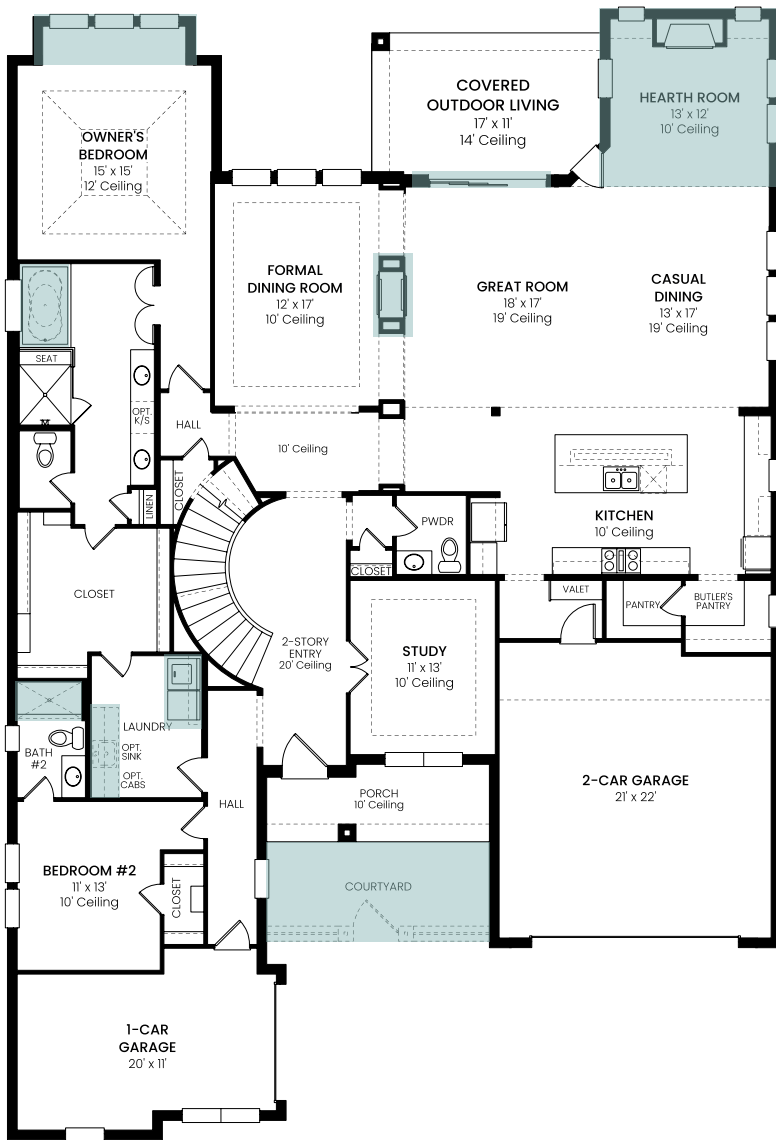 COVERED
OUTDOOR LIVING
17' x 11'
14' Ceiling
HEARTH ROOM
13' x 12'
10' Ceiling
OWNER'S
BEDROOM
15' x 15'
12' Ceiling
FORMAL
DINING ROOM
12' x 17'
10' Ceiling
GREAT ROOM
18' x 17'
19' Ceiling
CASUAL
DINING
13' x 17'
19' Ceiling
SEAT
OPT.
K/S
HALL
10' Ceiling
CLOSET
LINEN
PWDR
KITCHEN
10' Ceiling
CLOSET
CLOSET
VALET
PANTRY
BUTLER'S
PANTRY
2-STORY
ENTRY
20' Ceiling
STUDY
11' x 13'
10' Ceiling
LAUNDRY
OPT.
SINK
OPT.
CABS
BATH
#2
HALL
PORCH
10' Ceiling
2-CAR GARAGE
21' x 22'
BEDROOM #2
11' x 13'
10' Ceiling
CLOSET
COURTYARD
1-CAR
GARAGE
20' x 11'